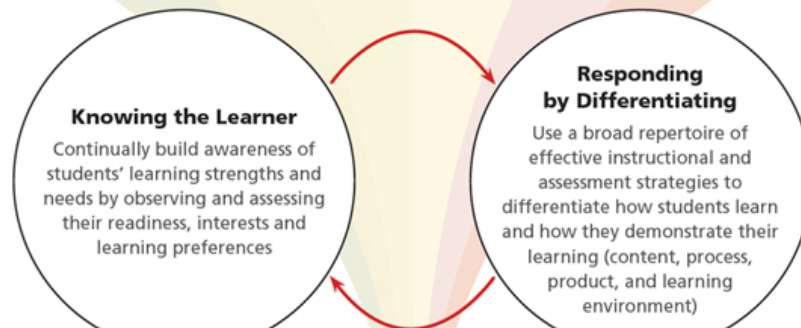 Knowing the Learner
Continually build awareness of
students' learning strengths and
needs by observing and assessing
their readiness, interests and
learning preferences
Responding
by Differentiating
Use a broad repertoire of
effective instructional and
assessment strategies to
differentiate how students learn
and how they demonstrate their
learning (content, process,
product, and learning
environment)